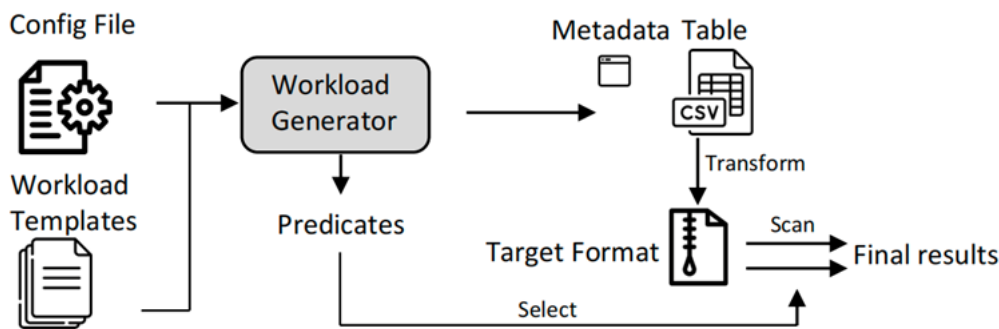 Config File
Workload
Templates
Workload
Generator
Predicates
Metadata Table
CSV
Transform
Target Format
Scan
Final results
Select